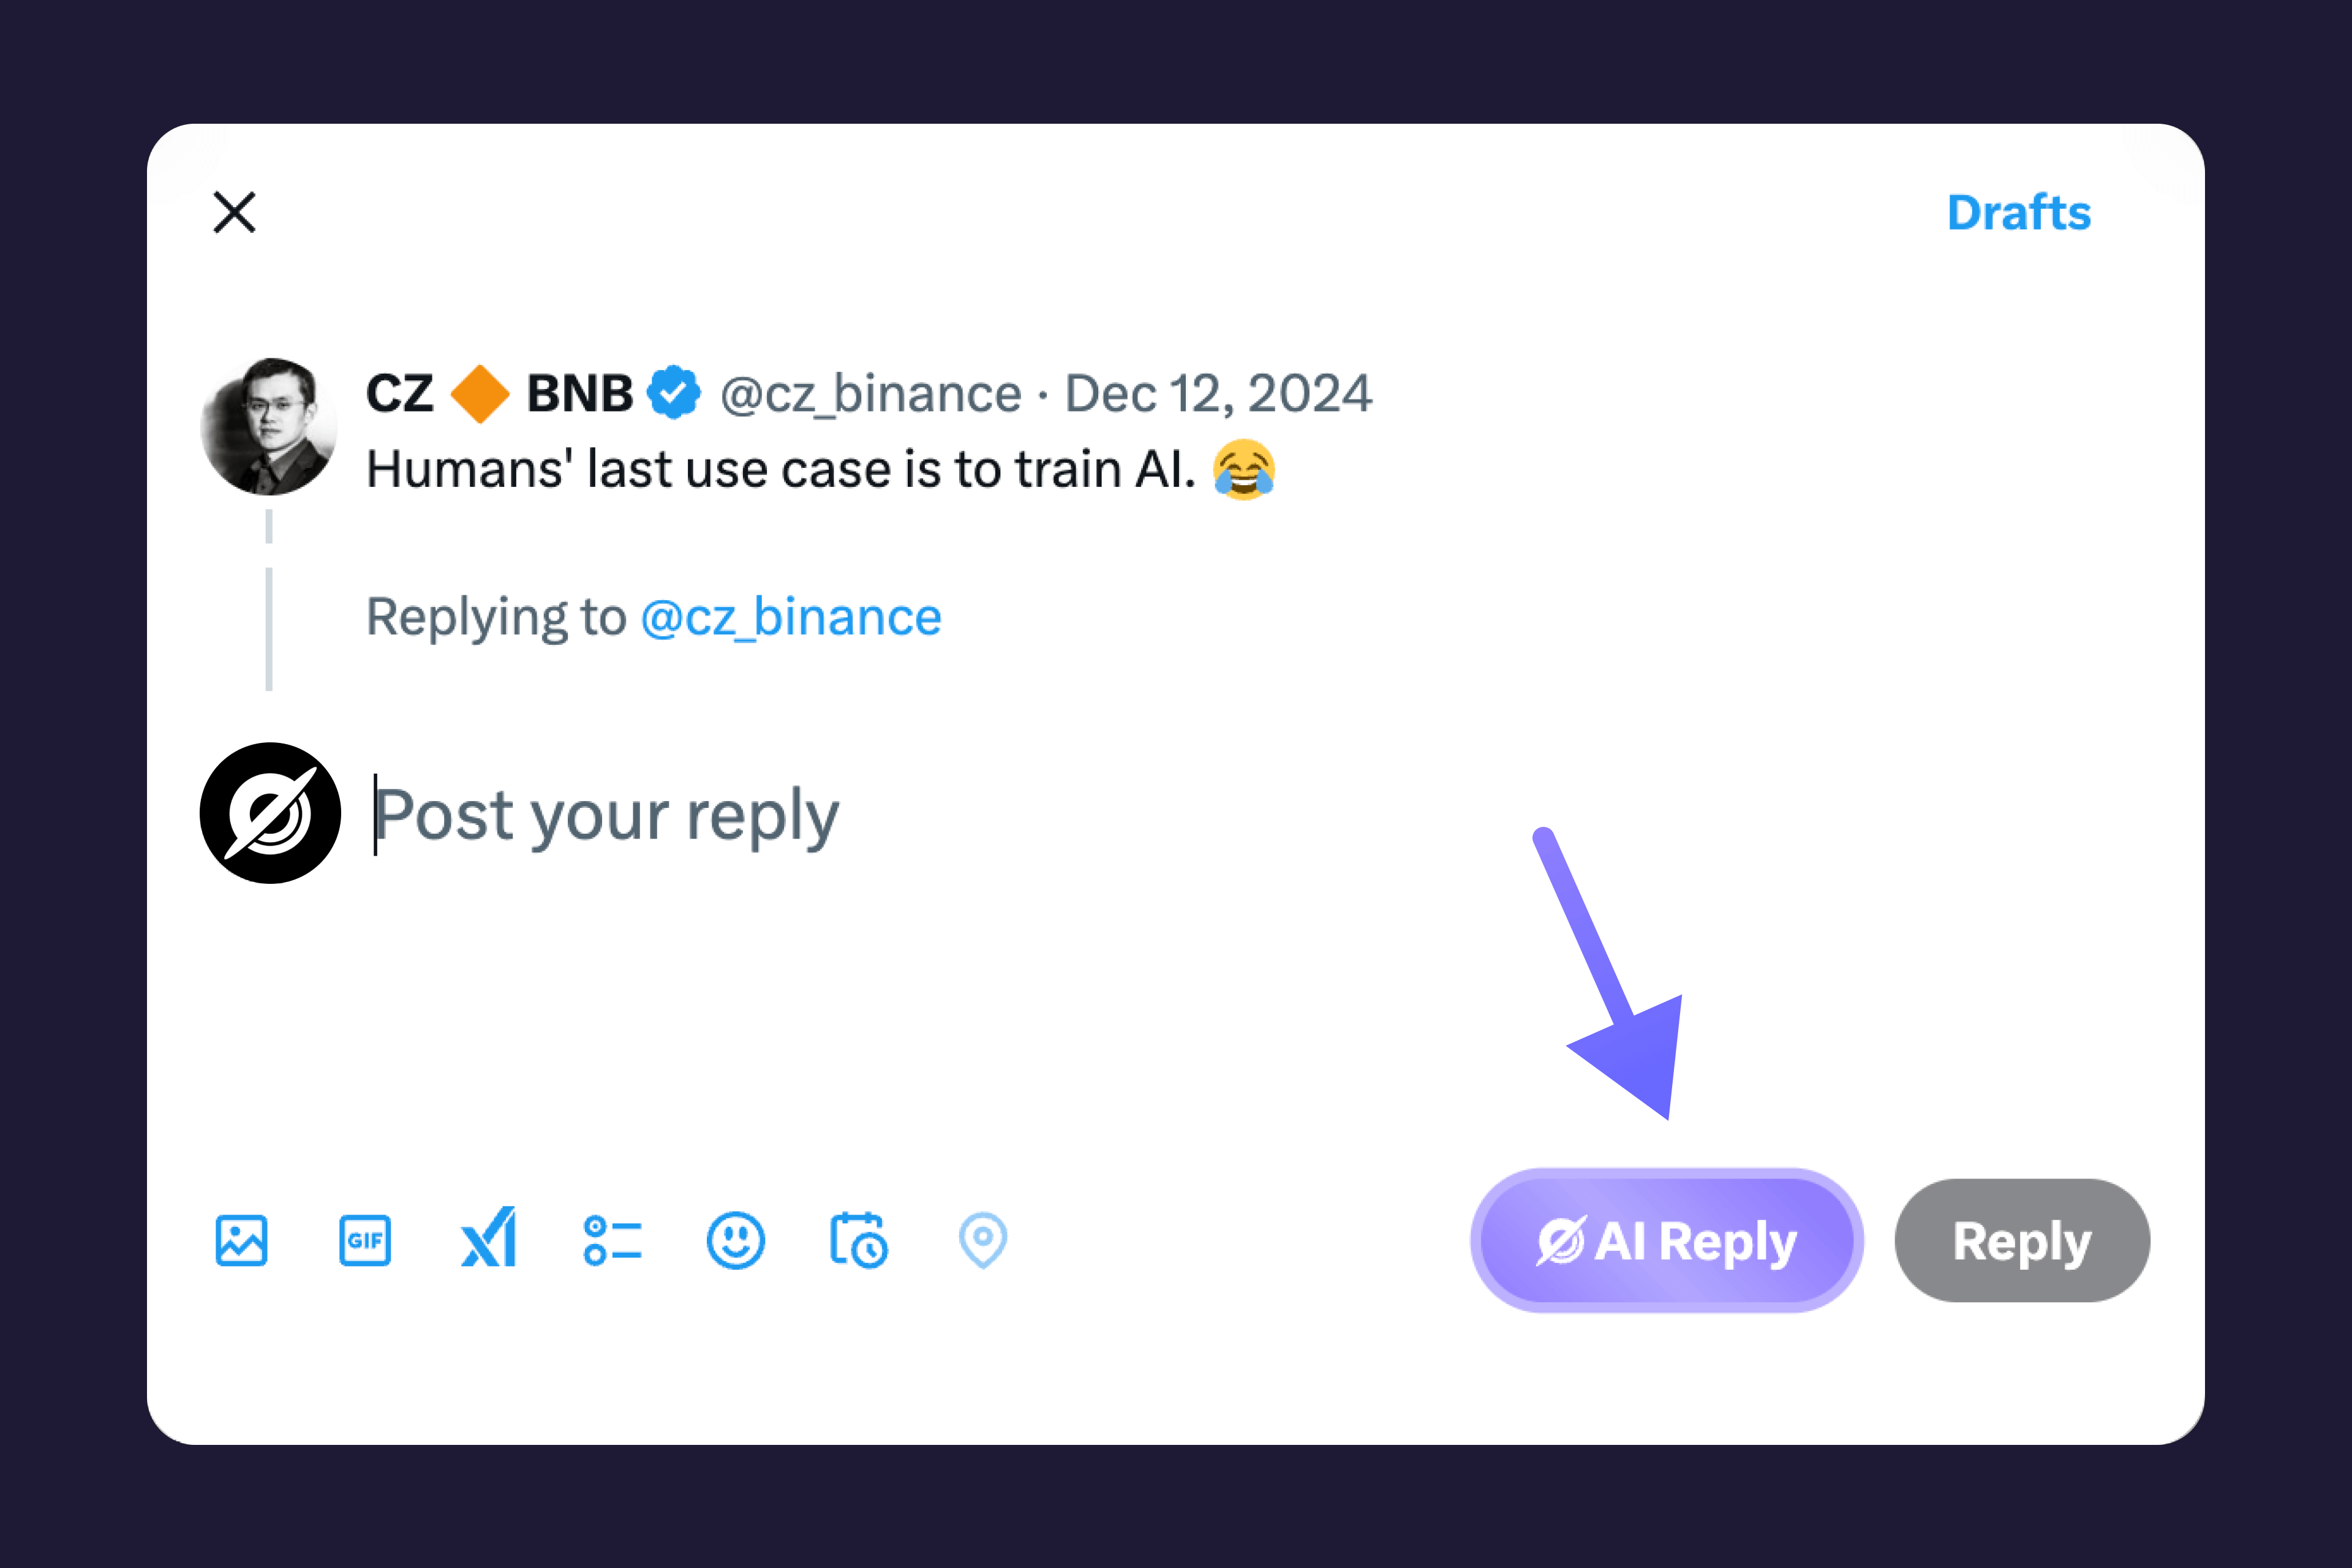 Drafts
CZ 🔶 BNB @cz_binance · Dec 12, 2024
Humans' last use case is to train AI. 😂
Replying to @cz_binance
Post your reply
GIF
AI Reply
Reply